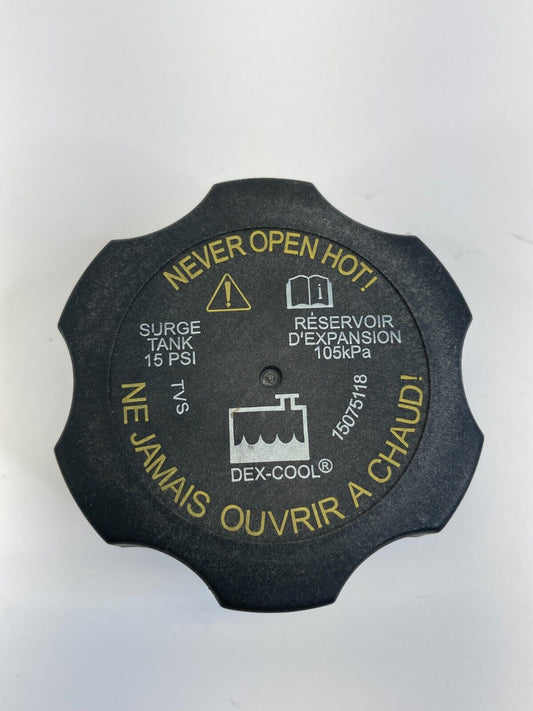 NEVER OPEN HOT!
SURGE
TANK
15 PSI
RÉSERVOIR
D'EXPANSION
105kPa
TVS
15075118
DEX-COOL®
NE JAMAIS OUVRIR A CHAUD!